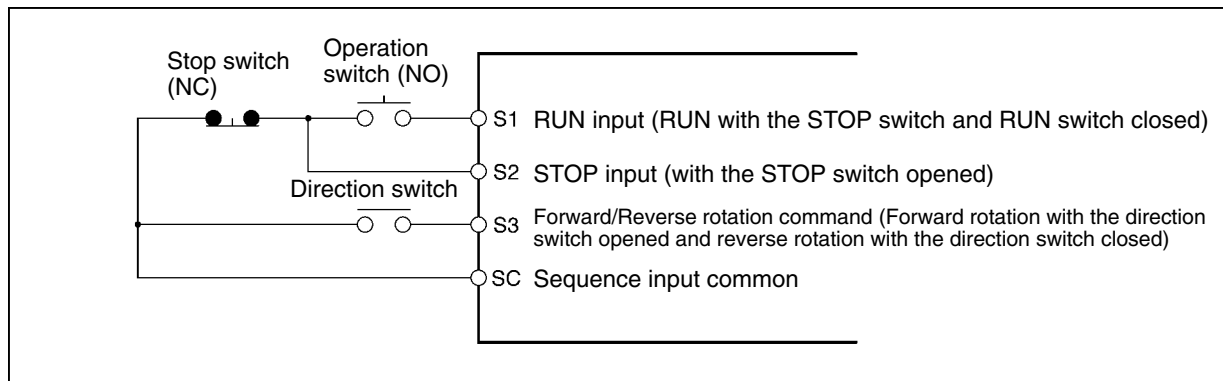 Stop switch
(NC)
Operation
switch (NO)
S1 RUN input (RUN with the STOP switch and RUN switch closed)
S2 STOP input (with the STOP switch opened)
Direction switch
S3 Forward/Reverse rotation command (Forward rotation with the direction
switch opened and reverse rotation with the direction switch closed)
SC Sequence input common